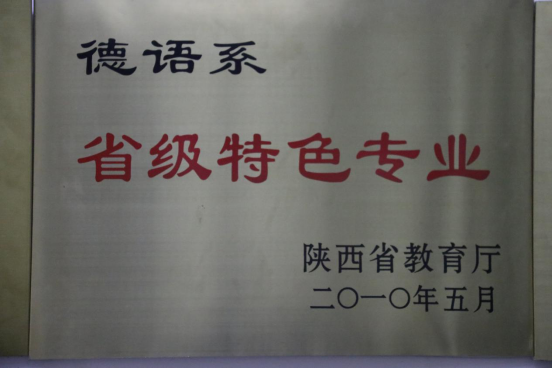 德语系
省级特色专业
陕西省教育厅
二〇一〇年五月